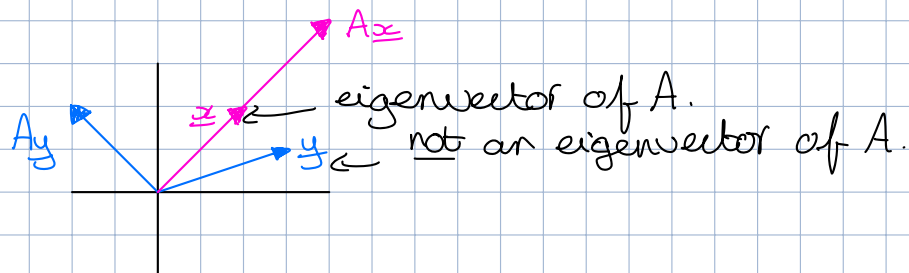 Ax
x
eigenvector of A.
Ay
y
not an eigenvector of A.